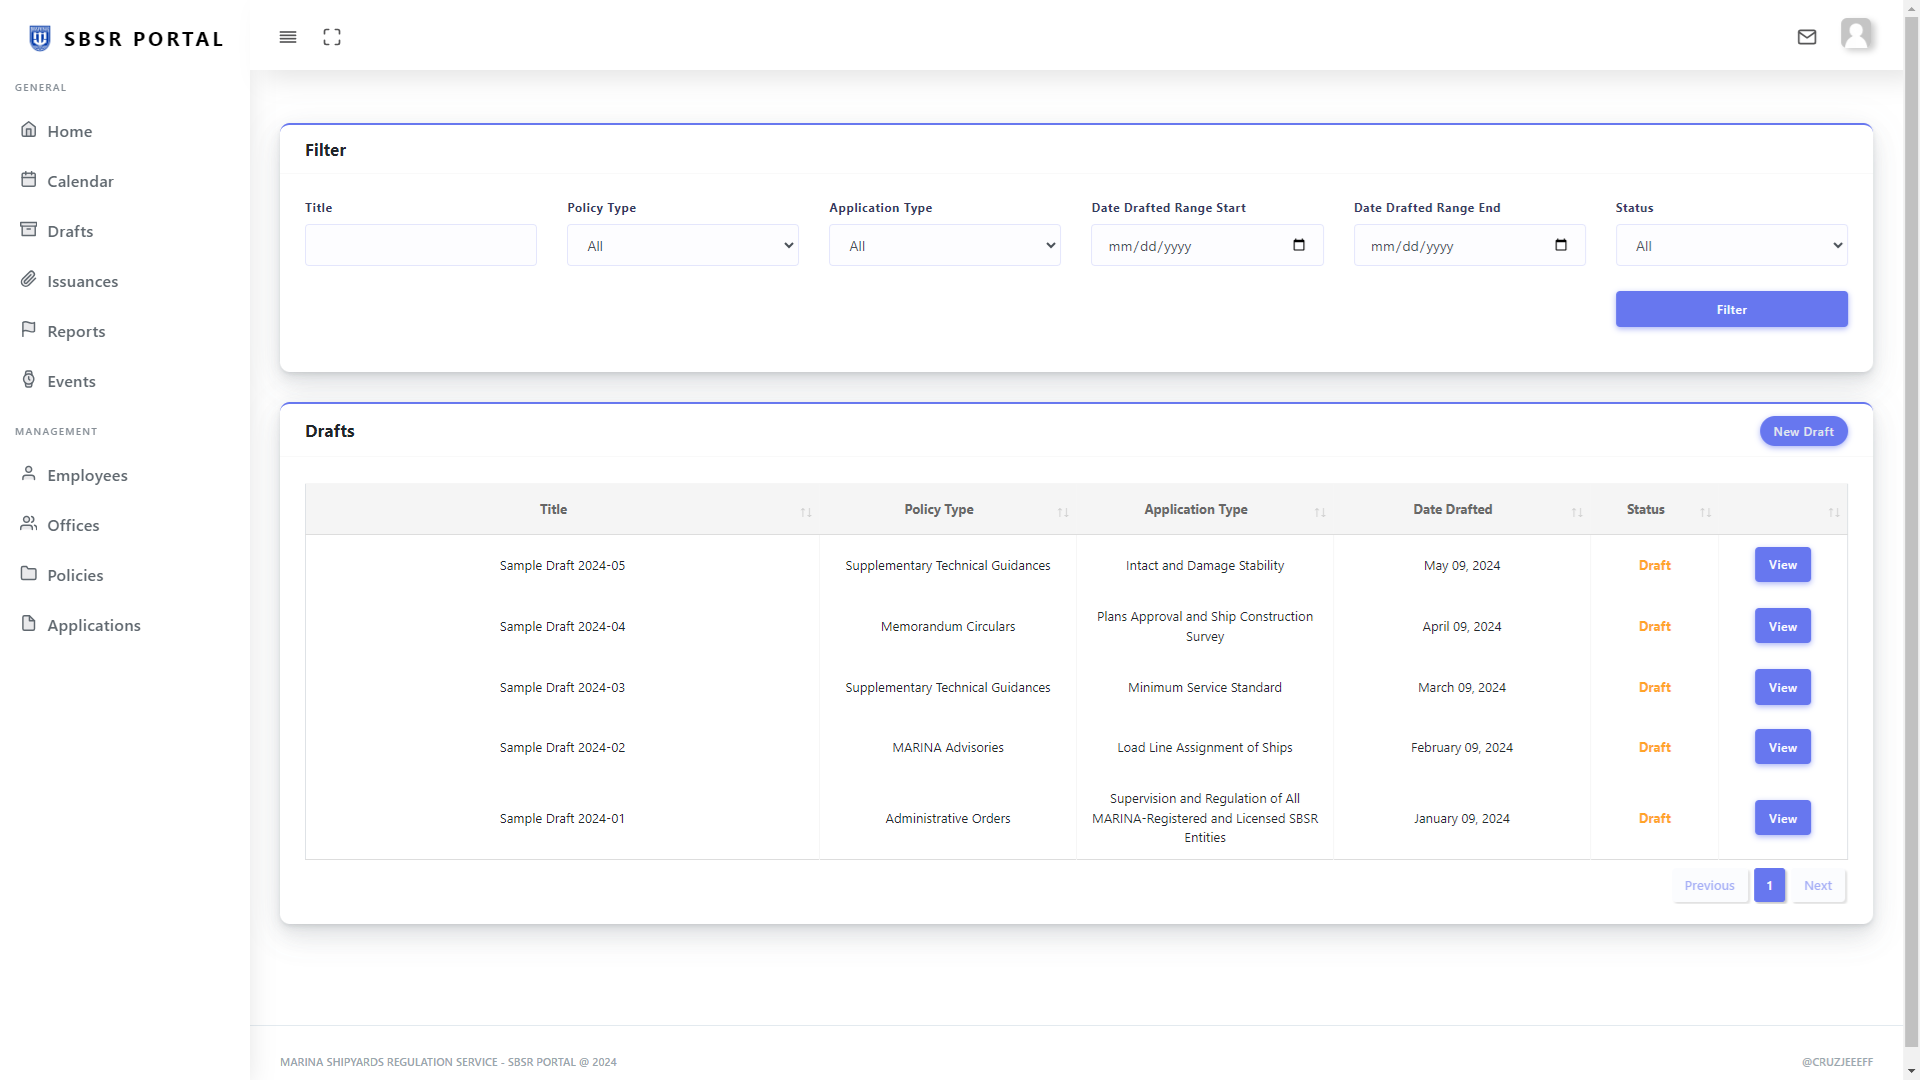 SBSR PORTAL
GENERAL
Home
Calendar
Drafts
Issuances
Reports
Events
MANAGEMENT
Employees
Offices
Policies
Applications
Filter
Title
Policy Type
Application Type
Date Drafted Range Start
Date Drafted Range End
Status
All
All
mm/dd/yyyy
mm/dd/yyyy
All
Filter
Drafts
New Draft
Title
Policy Type
Application Type
Date Drafted
Status
Sample Draft 2024-05
Supplementary Technical Guidances
Intact and Damage Stability
May 09, 2024
Draft
View
Sample Draft 2024-04
Memorandum Circulars
Plans Approval and Ship Construction
Survey
April 09, 2024
Draft
View
Sample Draft 2024-03
Supplementary Technical Guidances
Minimum Service Standard
March 09, 2024
Draft
View
Sample Draft 2024-02
MARINA Advisories
Load Line Assignment of Ships
February 09, 2024
Draft
View
Sample Draft 2024-01
Administrative Orders
Supervision and Regulation of All
MARINA-Registered and Licensed SBSR
Entities
January 09, 2024
Draft
View
Previous
1
Next
MARINA SHIPYARDS REGULATION SERVICE - SBSR PORTAL @ 2024
@CRUZJEEEFF